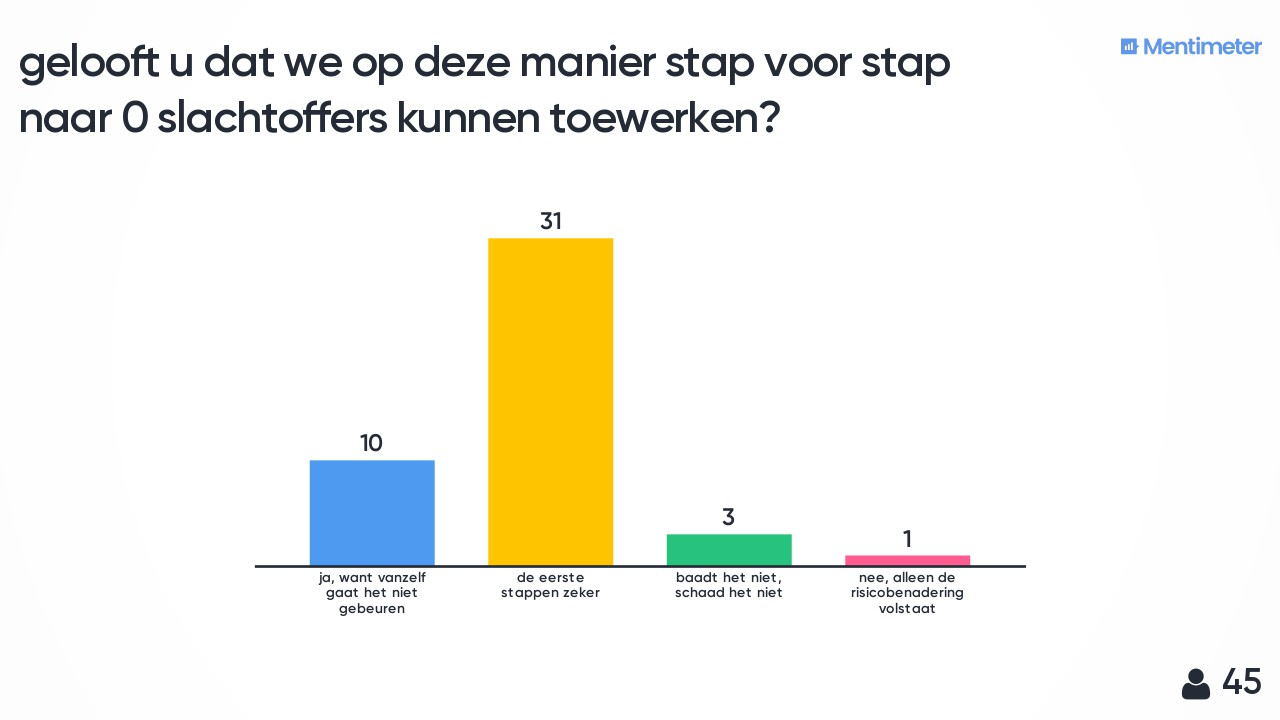 gelooft u dat we op deze manier stap voor stap
naar 0 slachtoffers kunnen toewerken?
Mentimeter
31
10
3
1
ja, want vanzelf
gaat het niet
gebeuren
de eerste
stappen zeker
baadt het niet,
schaad het niet
nee, alleen de
risicobenadering
volstaat
45